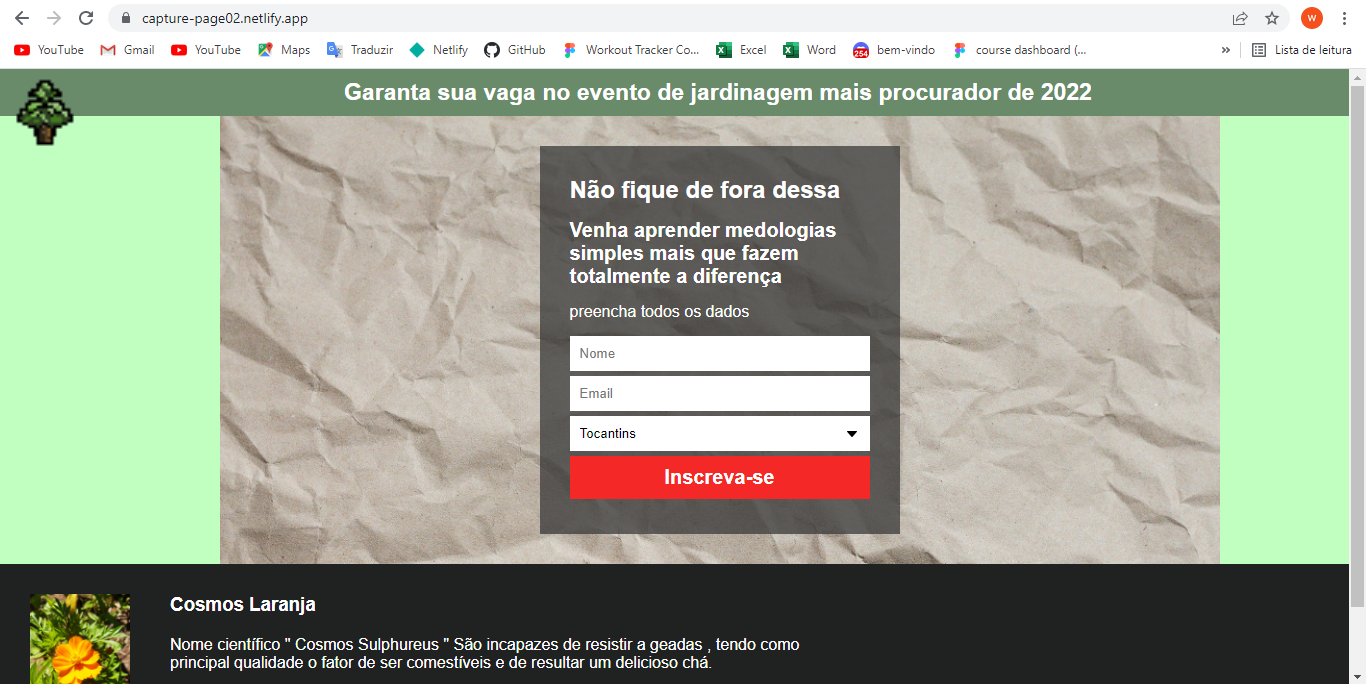 capture-page02.netlify.app
W
YouTube Gmail YouTube Maps Traduzir Netlify GitHub Workout Tracker Co... Excel Word 254 bem-vindo course dashboard (... » Lista de leitura
Garanta sua vaga no evento de jardinagem mais procurador de 2022
Não fique de fora dessa
Venha aprender medologias
simples mais que fazem
totalmente a diferença
preencha todos os dados
Nome
Email
Tocantins
Inscreva-se
Cosmos Laranja
Nome científico " Cosmos Sulphureus " São incapazes de resistir a geadas , tendo como
principal qualidade o fator de ser comestíveis e de resultar um delicioso chá.